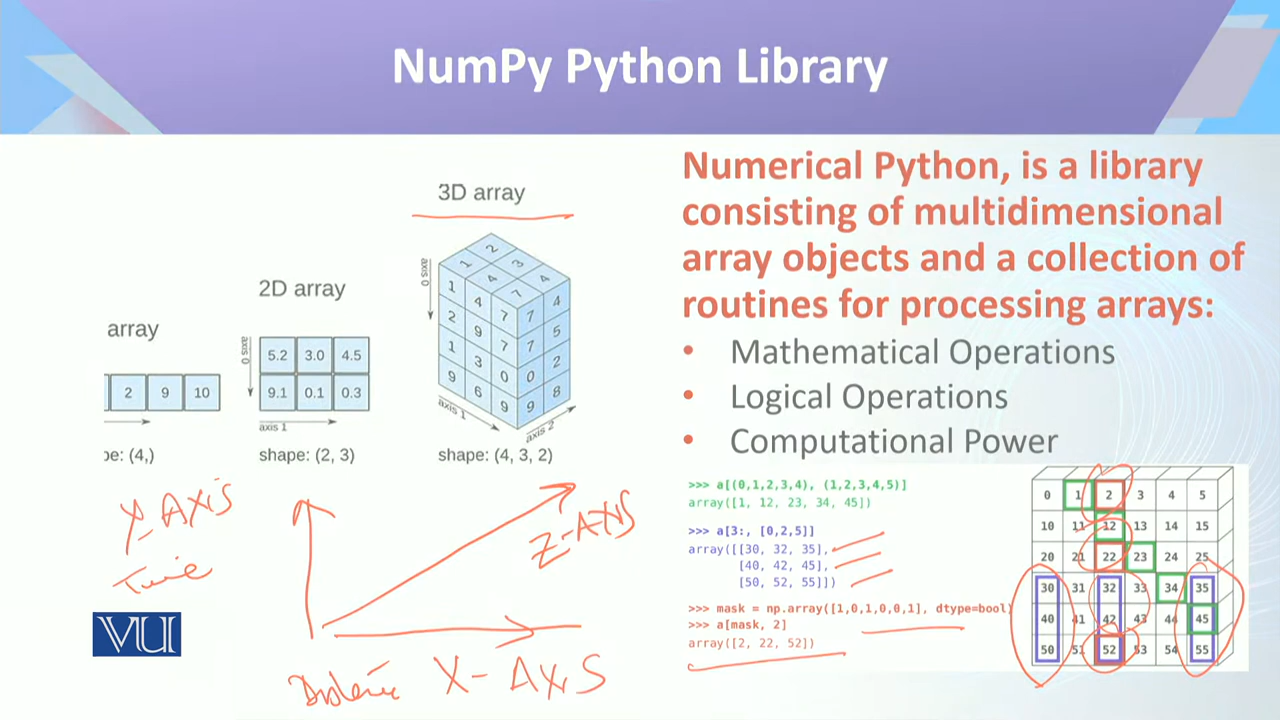 NumPy Python Library
Numerical Python, is a library
consisting of multidimensional
array objects and a collection of
routines for processing arrays:
• Mathematical Operations
• Logical Operations
• Computational Power
array
2 9 10
pe: (4,)
2D array
axis 0
5.2 3.0 4.5
9.1 0.1 0.3
axis 1
shape: (2, 3)
3D array
axis 0
1 2
4 3
7 4
1 4 7 7 4
2 9 7 7 5
1 3 0 0 2
9 6 9 9 8
axis 1
axis 2
shape: (4, 3, 2)
>>> a[(0,1,2,3,4), (1,2,3,4,5)]
array([1, 12, 23, 34, 45])
>>> a[3:, [0,2,5]]
array([[30, 32, 35],
[40, 42, 45],
[50, 52, 55]])
>>> mask = np.array([1,0,1,0,0,1], dtype=bool)
>>> a[mask, 2]
array([2, 22, 52])
0 1 2 3 4 5
10 11 12 13 14 15
20 21 22 23 24 25
30 31 32 33 34 35
40 41 42 43 44 45
50 51 52 53 54 55
Y-AXIS
Time
Z-AXIS
X-AXIS
VU